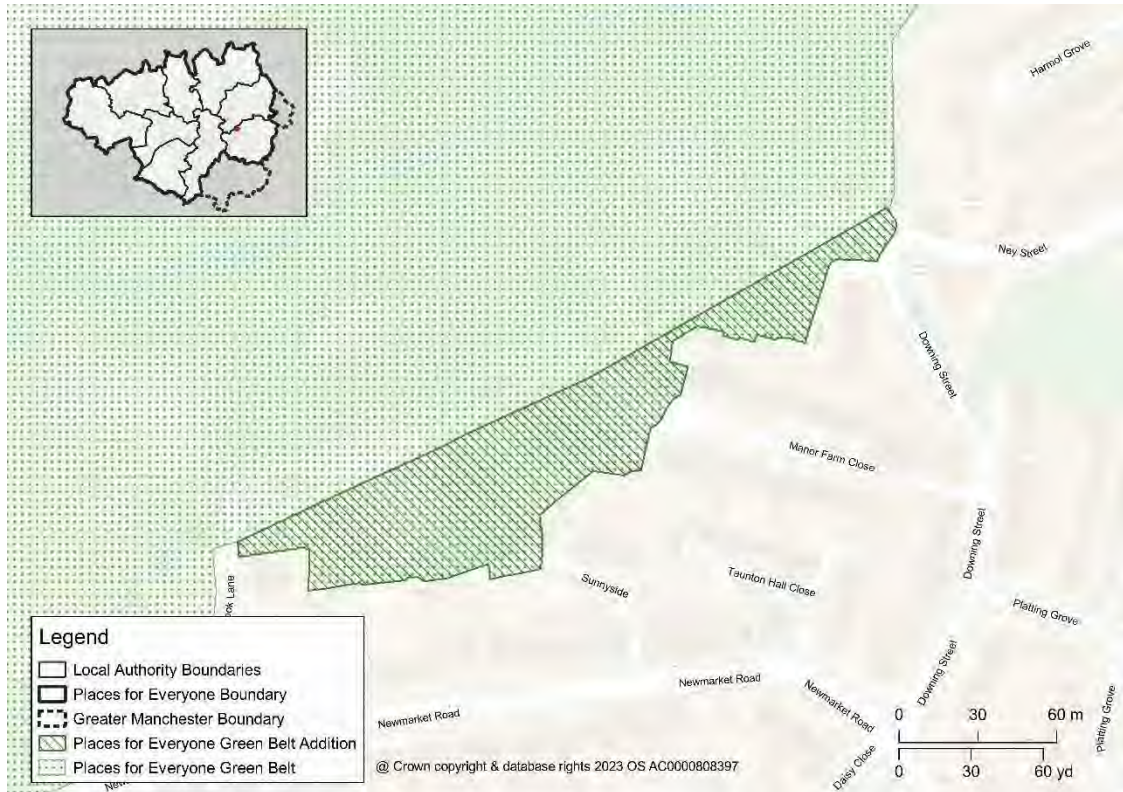 Harmol Grove
Ney Street
Downing Street
Manor Farm Close
Downing Street
Sunnyside
Taunton Hall Close
Platting Grove
ook Lane
Downing Street
Newmarket Road
Newmarket Road
Newmarket Road
Platting Grove
Daisy Close
Legend
Local Authority Boundaries
Places for Everyone Boundary
Greater Manchester Boundary
Places for Everyone Green Belt Addition
Places for Everyone Green Belt
@ Crown copyright & database rights 2023 OS AC0000808397
0 30 60 m
0 30 60 yd